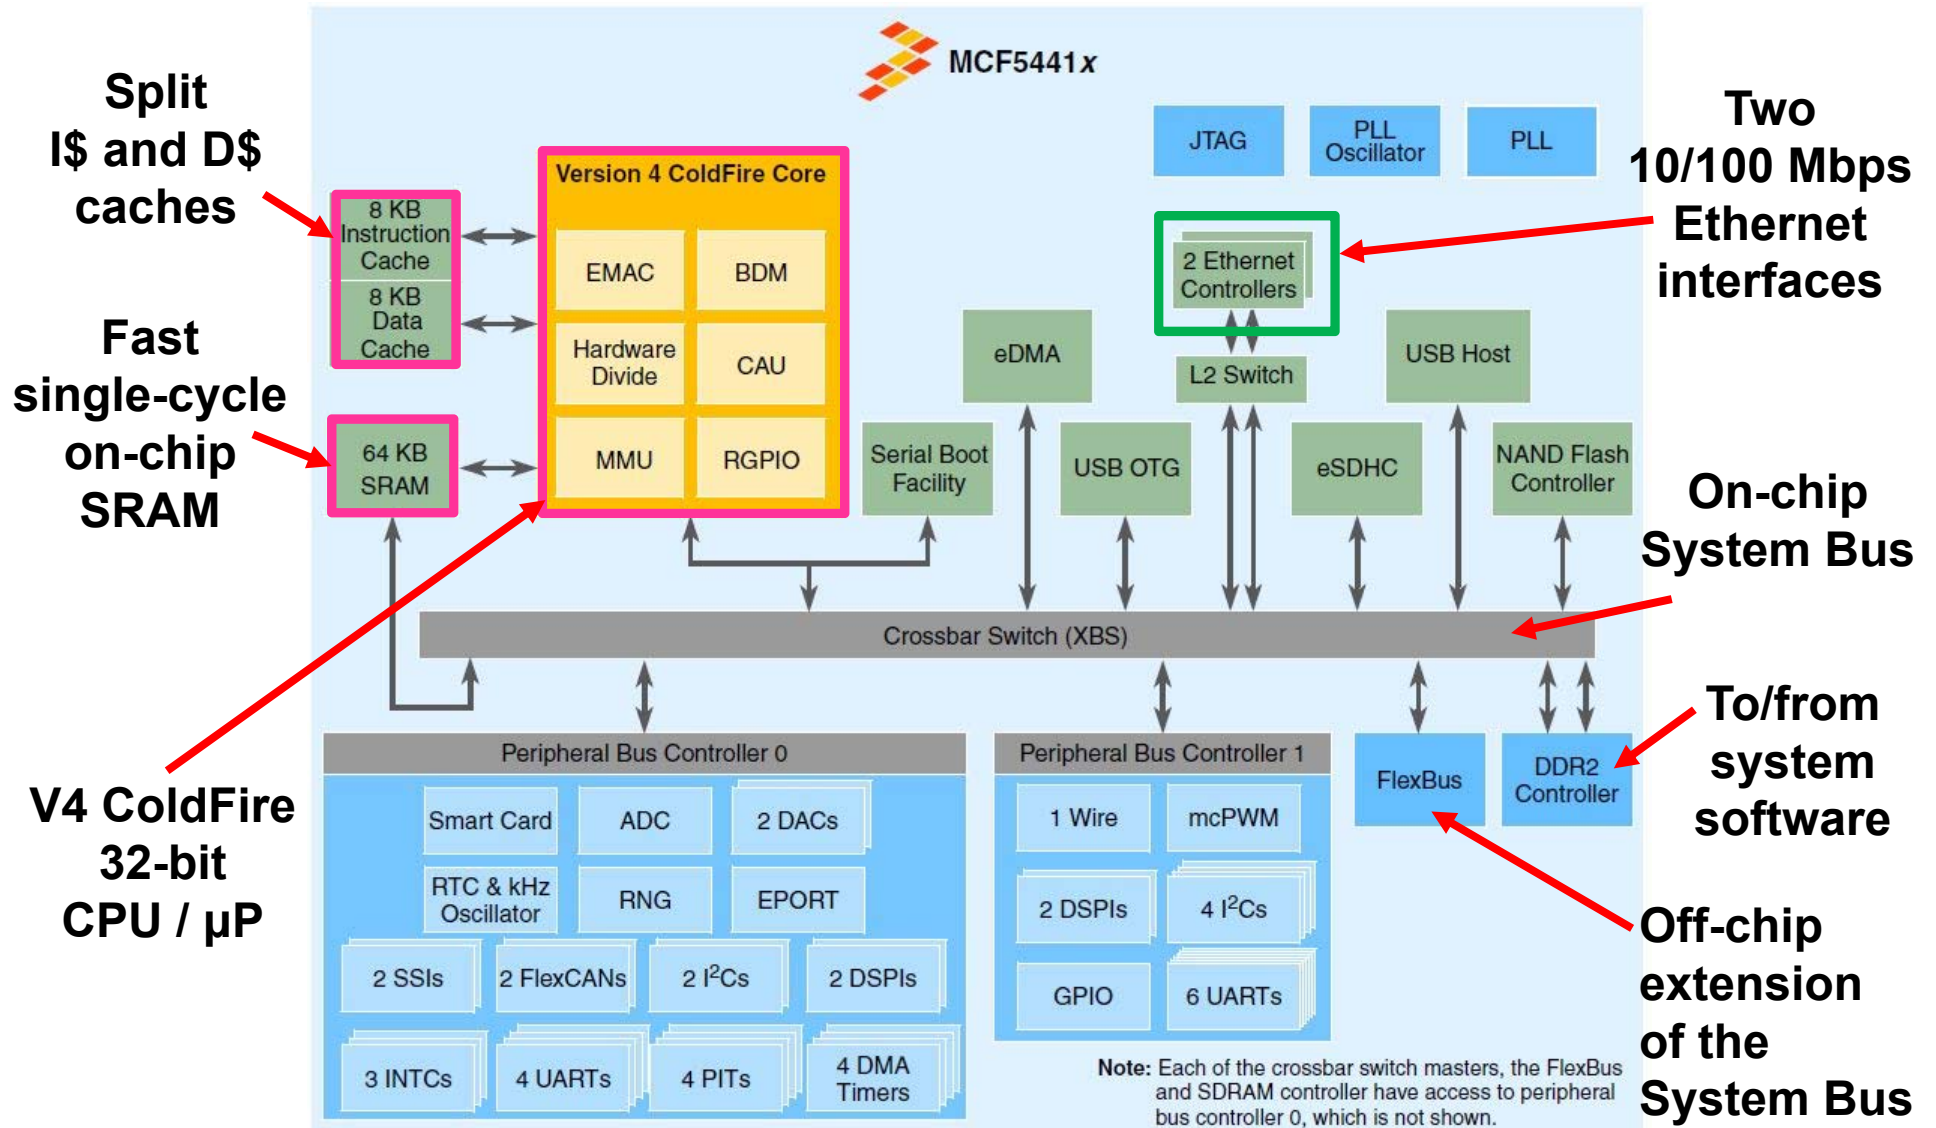 MCF5441x
Split
I$ and D$
caches
Fast
single-cycle
on-chip
SRAM
V4 ColdFire
32-bit
CPU / µP
8 KB
Instruction
Cache
8 KB
Data
Cache
64 KB
SRAM
Version 4 ColdFire Core
EMAC
BDM
Hardware
Divide
CAU
MMU
RGPIO
JTAG
PLL
Oscillator
PLL
Two
10/100 Mbps
Ethernet
interfaces
2 Ethernet
Controllers
L2 Switch
Serial Boot
Facility
eDMA
USB OTG
eSDHC
USB Host
NAND Flash
Controller
On-chip
System Bus
Crossbar Switch (XBS)
Peripheral Bus Controller 0
Smart Card
ADC
2 DACs
RTC & kHz
Oscillator
RNG
EPORT
2 SSIs
2 FlexCANs
2 I²Cs
2 DSPIs
3 INTCs
4 UARTs
4 PITs
4 DMA
Timers
Peripheral Bus Controller 1
1 Wire
mcPWM
2 DSPIs
4 I²Cs
GPIO
6 UARTs
FlexBus
DDR2
Controller
To/from
system
software
Off-chip
extension
of the
System Bus
Note: Each of the crossbar switch masters, the FlexBus
and SDRAM controller have access to peripheral
bus controller 0, which is not shown.